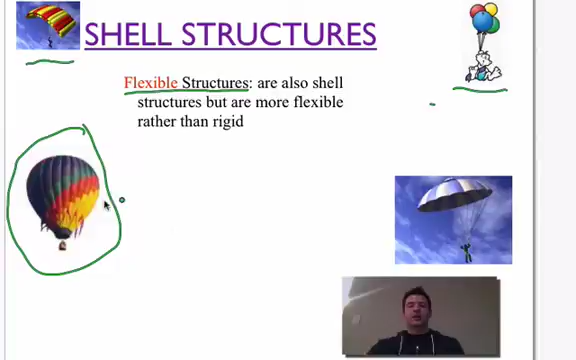 SHELL STRUCTURES
Flexible Structures: are also shell
structures but are more flexible
rather than rigid